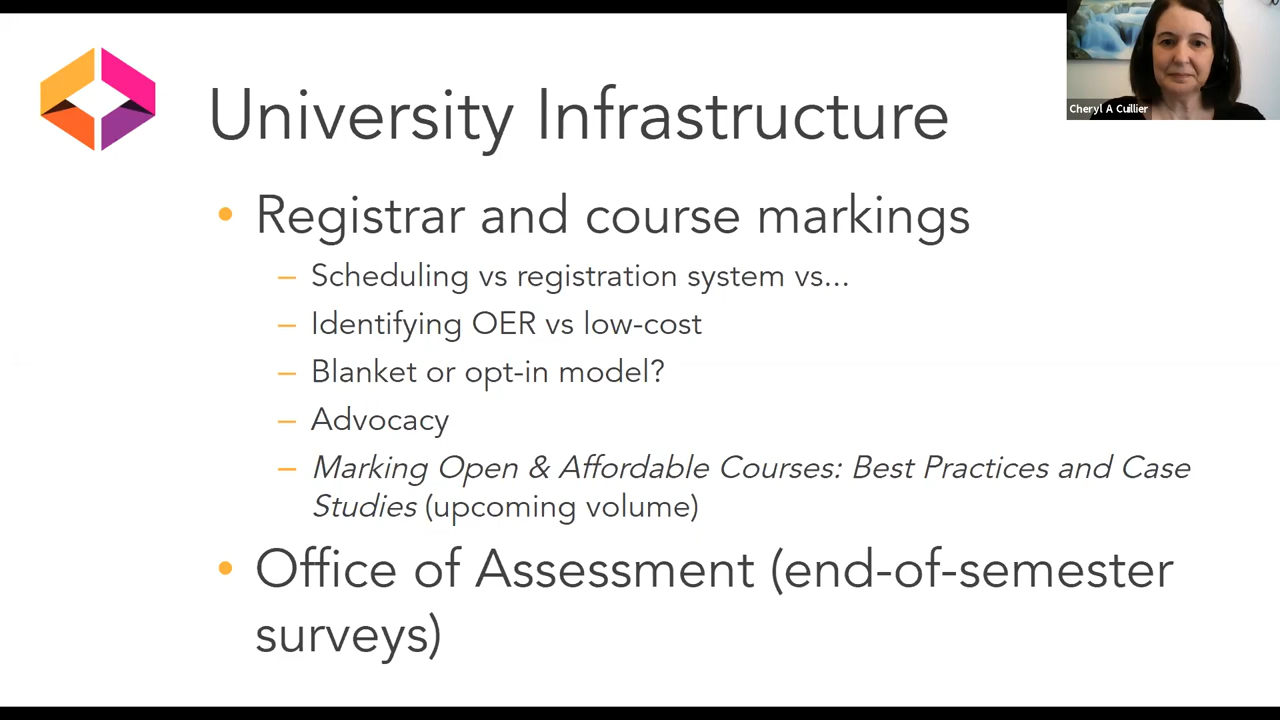 University Infrastructure
Cheryl A Cuillier
• Registrar and course markings
– Scheduling vs registration system vs...
– Identifying OER vs low-cost
– Blanket or opt-in model?
– Advocacy
– Marking Open & Affordable Courses: Best Practices and Case
Studies (upcoming volume)
• Office of Assessment (end-of-semester
surveys)